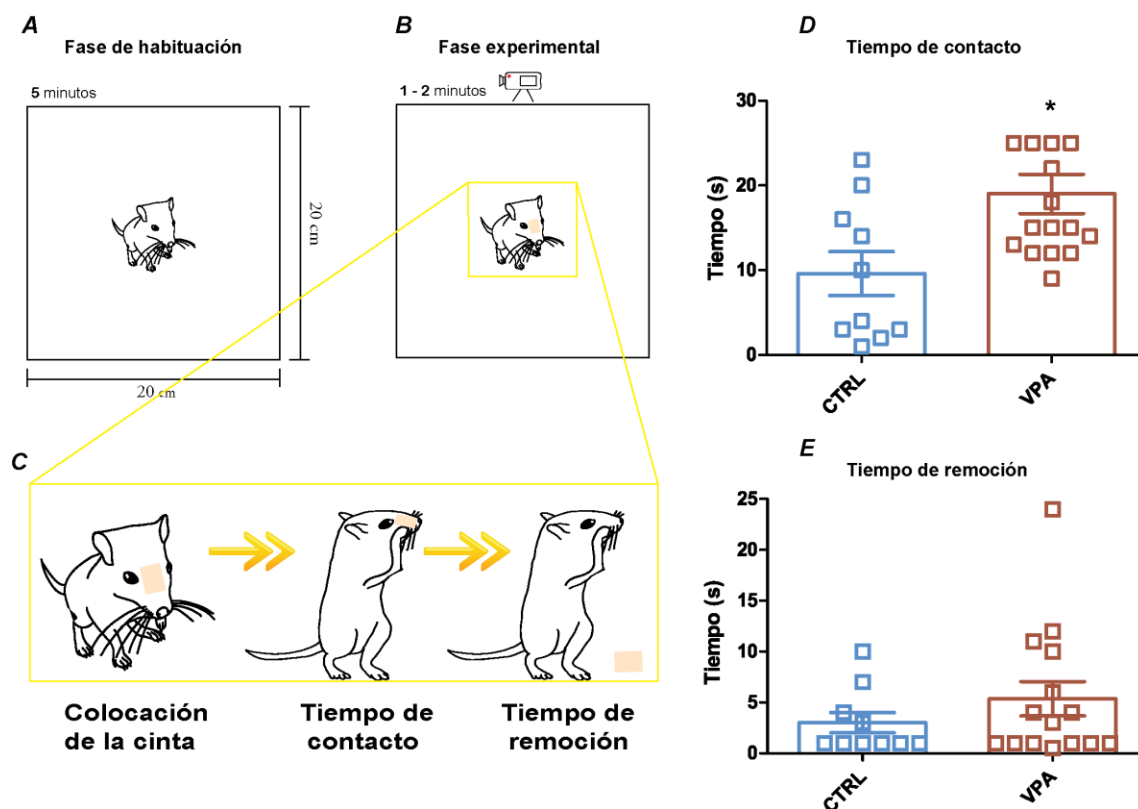 A
Fase de habituación
5 minutos
20 cm
20 cm
B
Fase experimental
1 - 2 minutos
C
Colocación
de la cinta
Tiempo de
contacto
Tiempo de
remoción
D
Tiempo de contacto
*
Tiempo (s)
30
20
10
0
CTRL
VPA
E
Tiempo de remoción
Tiempo (s)
25
20
15
10
5
0
CTRL
VPA